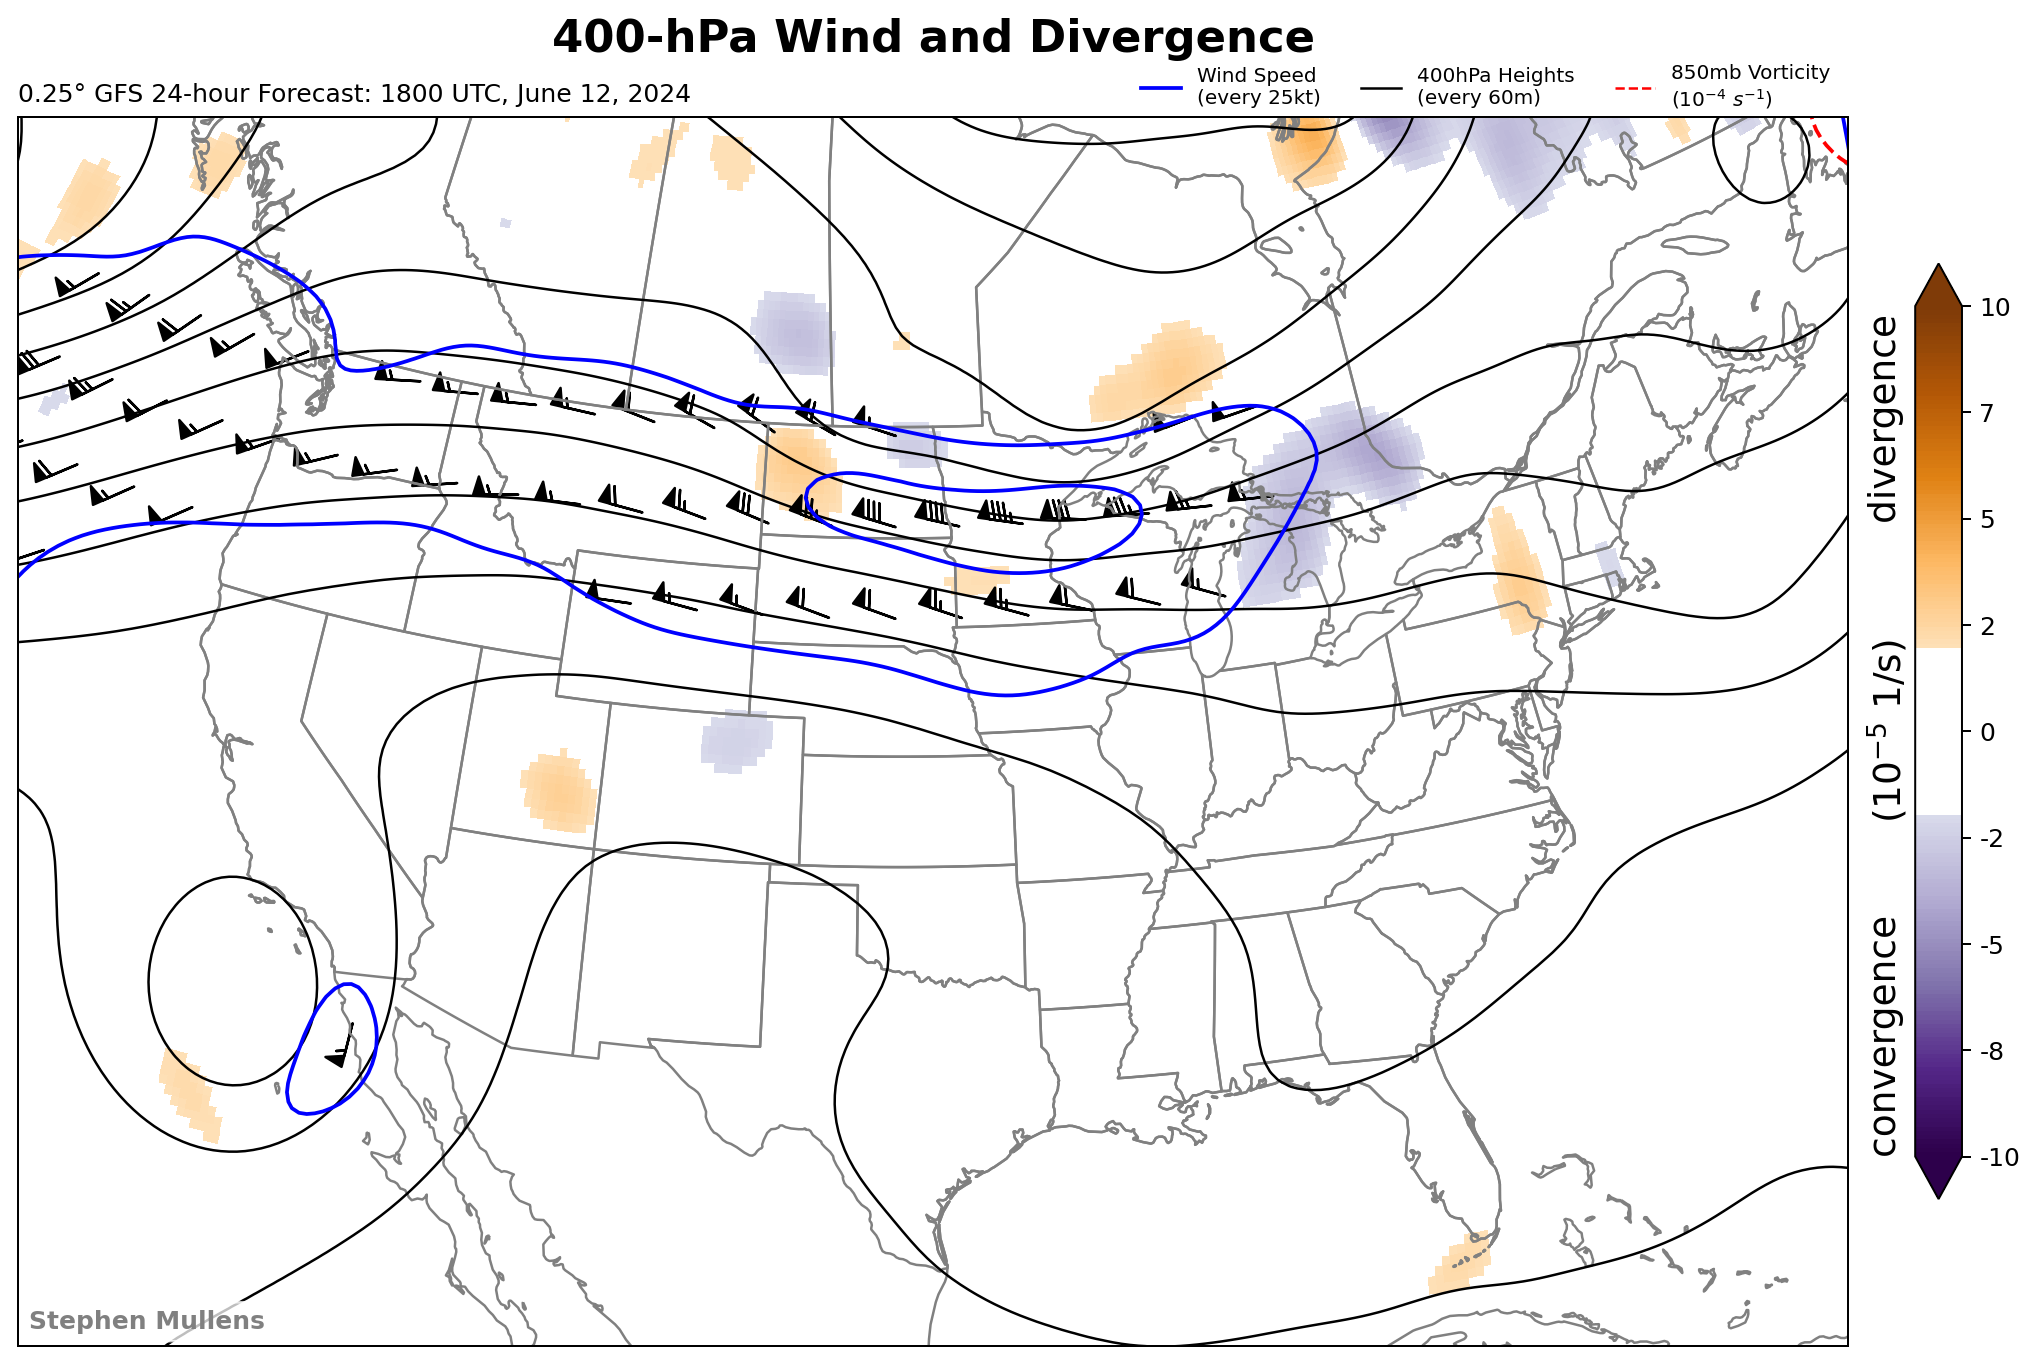 400-hPa Wind and Divergence
0.25° GFS 24-hour Forecast: 1800 UTC, June 12, 2024
Wind Speed
(every 25kt)
400hPa Heights
(every 60m)
850mb Vorticity
(10⁻⁴ s⁻¹)
10
7
5
2
0
-2
-5
-8
-10
convergence (10⁻⁵ 1/s) divergence
Stephen Mullens